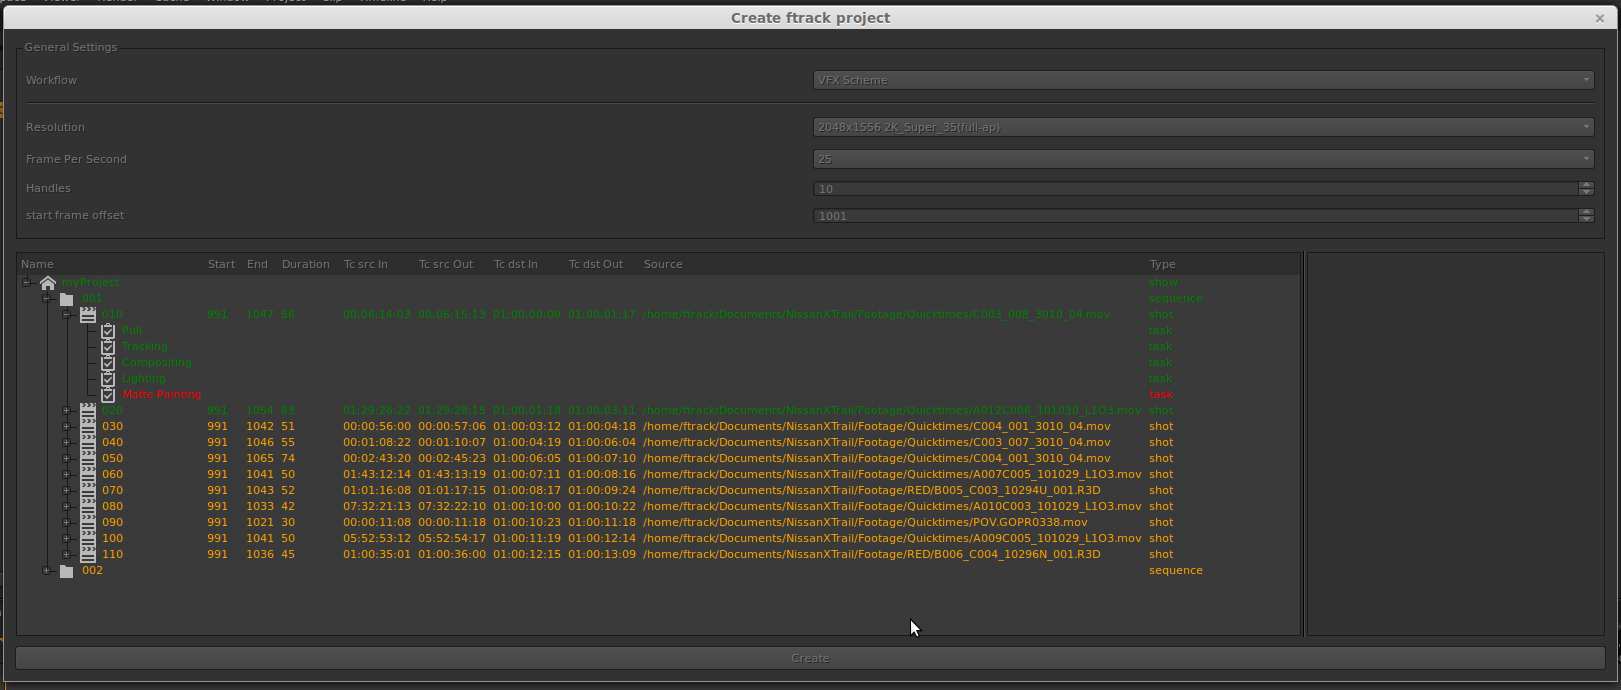 Create ftrack project
General Settings
Workflow VFX Scheme
Resolution 2048x1556 2K_Super_35(full-ap)
Frame Per Second 25
Handles 10
start frame offset 1001
Name Start End Duration Tc src In Tc src Out Tc dst In Tc dst Out Source Type
myProject show
001 sequence
010 991 1047 56 00:06:14:03 00:06:15:13 01:00:00:00 01:00:01:17 /home/ftrack/Documents/NissanXTrail/Footage/Quicktimes/C003_008_3010_04.mov shot
Pull task
Tracking task
Compositing task
Lighting task
Matte Painting task
020 991 1054 63 01:29:26:22 01:29:28:15 01:00:01:18 01:00:03:11 /home/ftrack/Documents/NissanXTrail/Footage/Quicktimes/A012C006_101030_L1O3.mov shot
030 991 1042 51 00:00:56:00 00:00:57:06 01:00:03:12 01:00:04:18 /home/ftrack/Documents/NissanXTrail/Footage/Quicktimes/C004_001_3010_04.mov shot
040 991 1046 55 00:01:08:22 00:01:10:07 01:00:04:19 01:00:06:04 /home/ftrack/Documents/NissanXTrail/Footage/Quicktimes/C003_007_3010_04.mov shot
050 991 1065 74 00:02:43:20 00:02:45:23 01:00:06:05 01:00:07:10 /home/ftrack/Documents/NissanXTrail/Footage/Quicktimes/C004_001_3010_04.mov shot
060 991 1041 50 01:43:12:14 01:43:13:19 01:00:07:11 01:00:08:16 /home/ftrack/Documents/NissanXTrail/Footage/Quicktimes/A007C005_101029_L1O3.mov shot
070 991 1043 52 01:01:16:08 01:01:17:15 01:00:08:17 01:00:09:24 /home/ftrack/Documents/NissanXTrail/Footage/RED/B005_C003_10294U_001.R3D shot
080 991 1033 42 07:32:21:13 07:32:22:10 01:00:10:00 01:00:10:22 /home/ftrack/Documents/NissanXTrail/Footage/Quicktimes/A010C003_101029_L1O3.mov shot
090 991 1021 30 00:00:11:08 00:00:11:18 01:00:10:23 01:00:11:18 /home/ftrack/Documents/NissanXTrail/Footage/Quicktimes/POV.GOPR0338.mov shot
100 991 1041 50 05:52:53:12 05:52:54:17 01:00:11:19 01:00:12:14 /home/ftrack/Documents/NissanXTrail/Footage/Quicktimes/A009C005_101029_L1O3.mov shot
110 991 1036 45 01:00:35:01 01:00:36:00 01:00:12:15 01:00:13:09 /home/ftrack/Documents/NissanXTrail/Footage/RED/B006_C004_10296N_001.R3D shot
002 sequence
Create